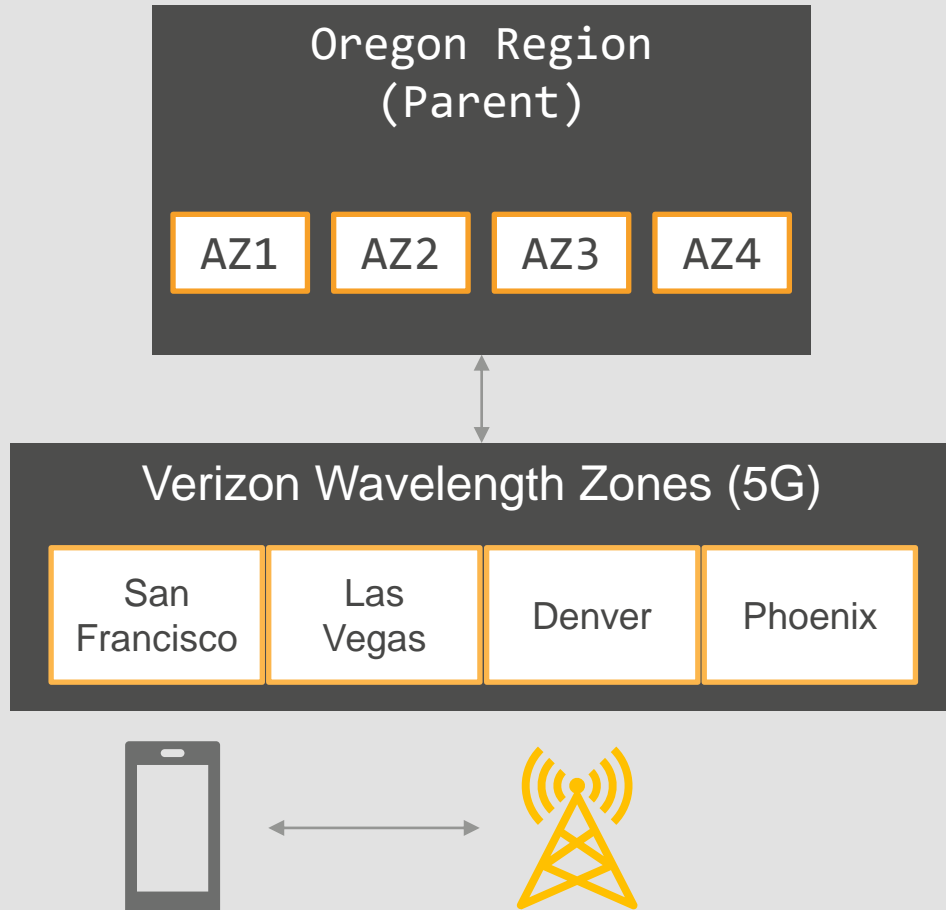 Oregon Region
(Parent)
AZ1 AZ2 AZ3 AZ4
Verizon Wavelength Zones (5G)
San
Francisco
Las
Vegas
Denver
Phoenix